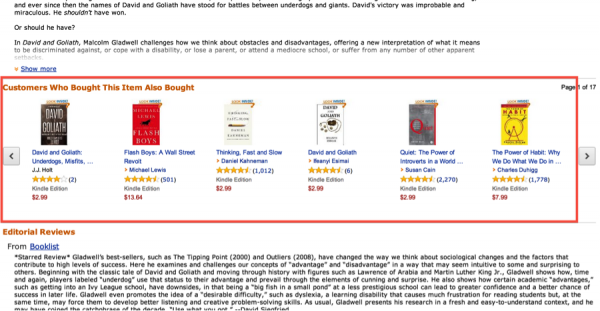 and ever since then the names of David and Goliath have stood for battles between underdogs and giants. David's victory was improbable and
miraculous. He shouldn't have won.
Or should he have?
In David and Goliath, Malcolm Gladwell challenges how we think about obstacles and disadvantages, offering a new interpretation of what it means
to be discriminated against, or cope with a disability, or lose a parent, or attend a mediocre school, or suffer from any number of other apparent
setbacks.
Show more
Customers Who Bought This Item Also Bought
Page 1 of 17
DAVID AND GOLIATH
David and Goliath: Underdogs, Misfits, ...
J.J. Holt
(2)
Kindle Edition
$2.99
MICHAEL LEWIS
FLASH BOYS
Flash Boys: A Wall Street Revolt
Michael Lewis
(501)
Kindle Edition
$13.64
Thinking, Fast and Slow
Daniel Kahneman
(1,012)
Kindle Edition
$2.99
David and Goliath
Ifeanyi Esimai
(6)
Kindle Edition
$2.99
Quiet: The Power of Introverts in a World ...
Susan Cain
(2,270)
Kindle Edition
$2.99
HABIT
The Power of Habit: Why We Do What We Do in ...
Charles Duhigg
(1,778)
Kindle Edition
$7.99
Editorial Reviews
From Booklist
*Starred Review* Gladwell's best-sellers, such as The Tipping Point (2000) and Outliers (2008), have changed the way we think about sociological changes and the factors that
contribute to high levels of success. Here he examines and challenges our concepts of "advantage" and "disadvantage" in a way that may seem intuitive to some and surprising to
others. Beginning with the classic tale of David and Goliath and moving through history with figures such as Lawrence of Arabia and Martin Luther King Jr., Gladwell shows how, time
and again, players labeled "underdog" use that status to their advantage and prevail through the elements of cunning and surprise. He also shows how certain academic "advantages,"
such as getting into an Ivy League school, have downsides, in that being a "big fish in a small pond" at a less prestigious school can lead to greater confidence and a better chance of
success in later life. Gladwell even promotes the idea of a "desirable difficulty," such as dyslexia, a learning disability that causes much frustration for reading students but, at the
same time, may force them to develop better listening and creative problem-solving skills. As usual, Gladwell presents his research in a fresh and easy-to-understand context, and he
may have coined the catchphrase of the decade, "Use what you got." --David Siegfried